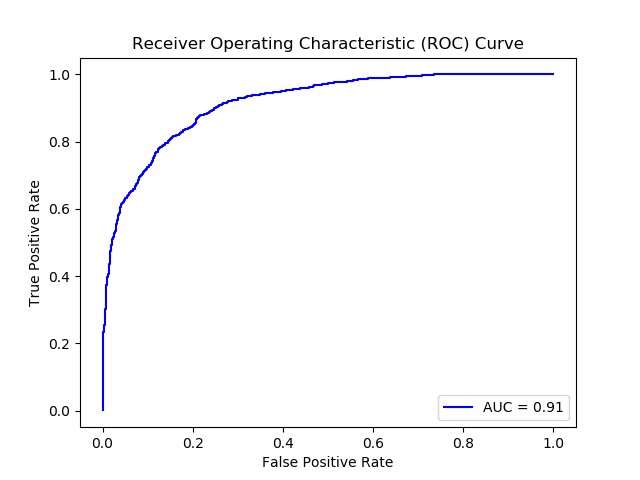 Receiver Operating Characteristic (ROC) Curve
1.0
0.8
0.6
0.4
0.2
0.0
True Positive Rate
AUC = 0.91
0.0 0.2 0.4 0.6 0.8 1.0
False Positive Rate